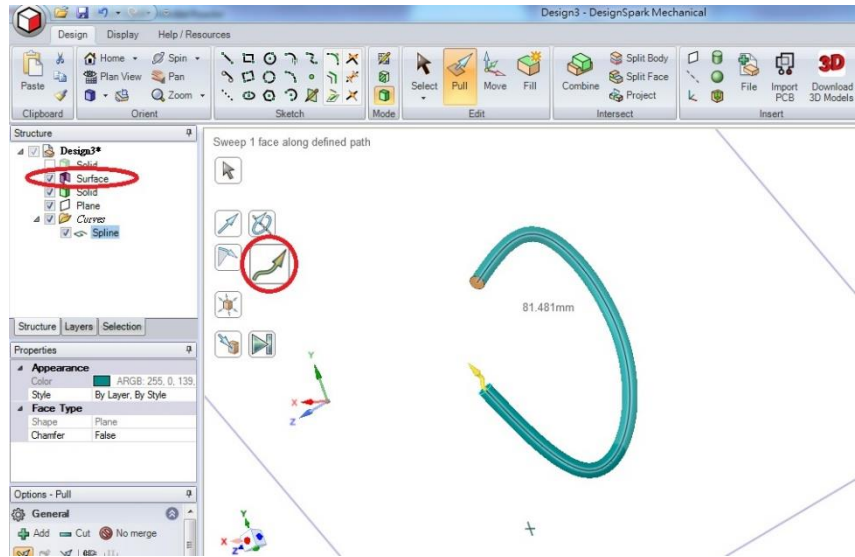 Design3 - DesignSpark Mechanical
Design Display Help / Resources
Paste
Home Spin
Plan View Pan
Zoom
Select Pull Move Fill
Combine
Split Body
Split Face
Project
File Import PCB Download 3D Models
3D
Clipboard Orient Sketch Mode Edit Intersect Insert
Structure
Design3*
Solid
Surface
Solid
Plane
Curves
Spline
Structure Layers Selection
Properties
Appearance
Color ARGB: 255, 0, 139,
Style By Layer, By Style
Face Type
Shape Plane
Chamfer False
Options - Pull
General
Add Cut No merge
Sweep 1 face along defined path
81.481mm
Y
X
Z
Y
X
Z